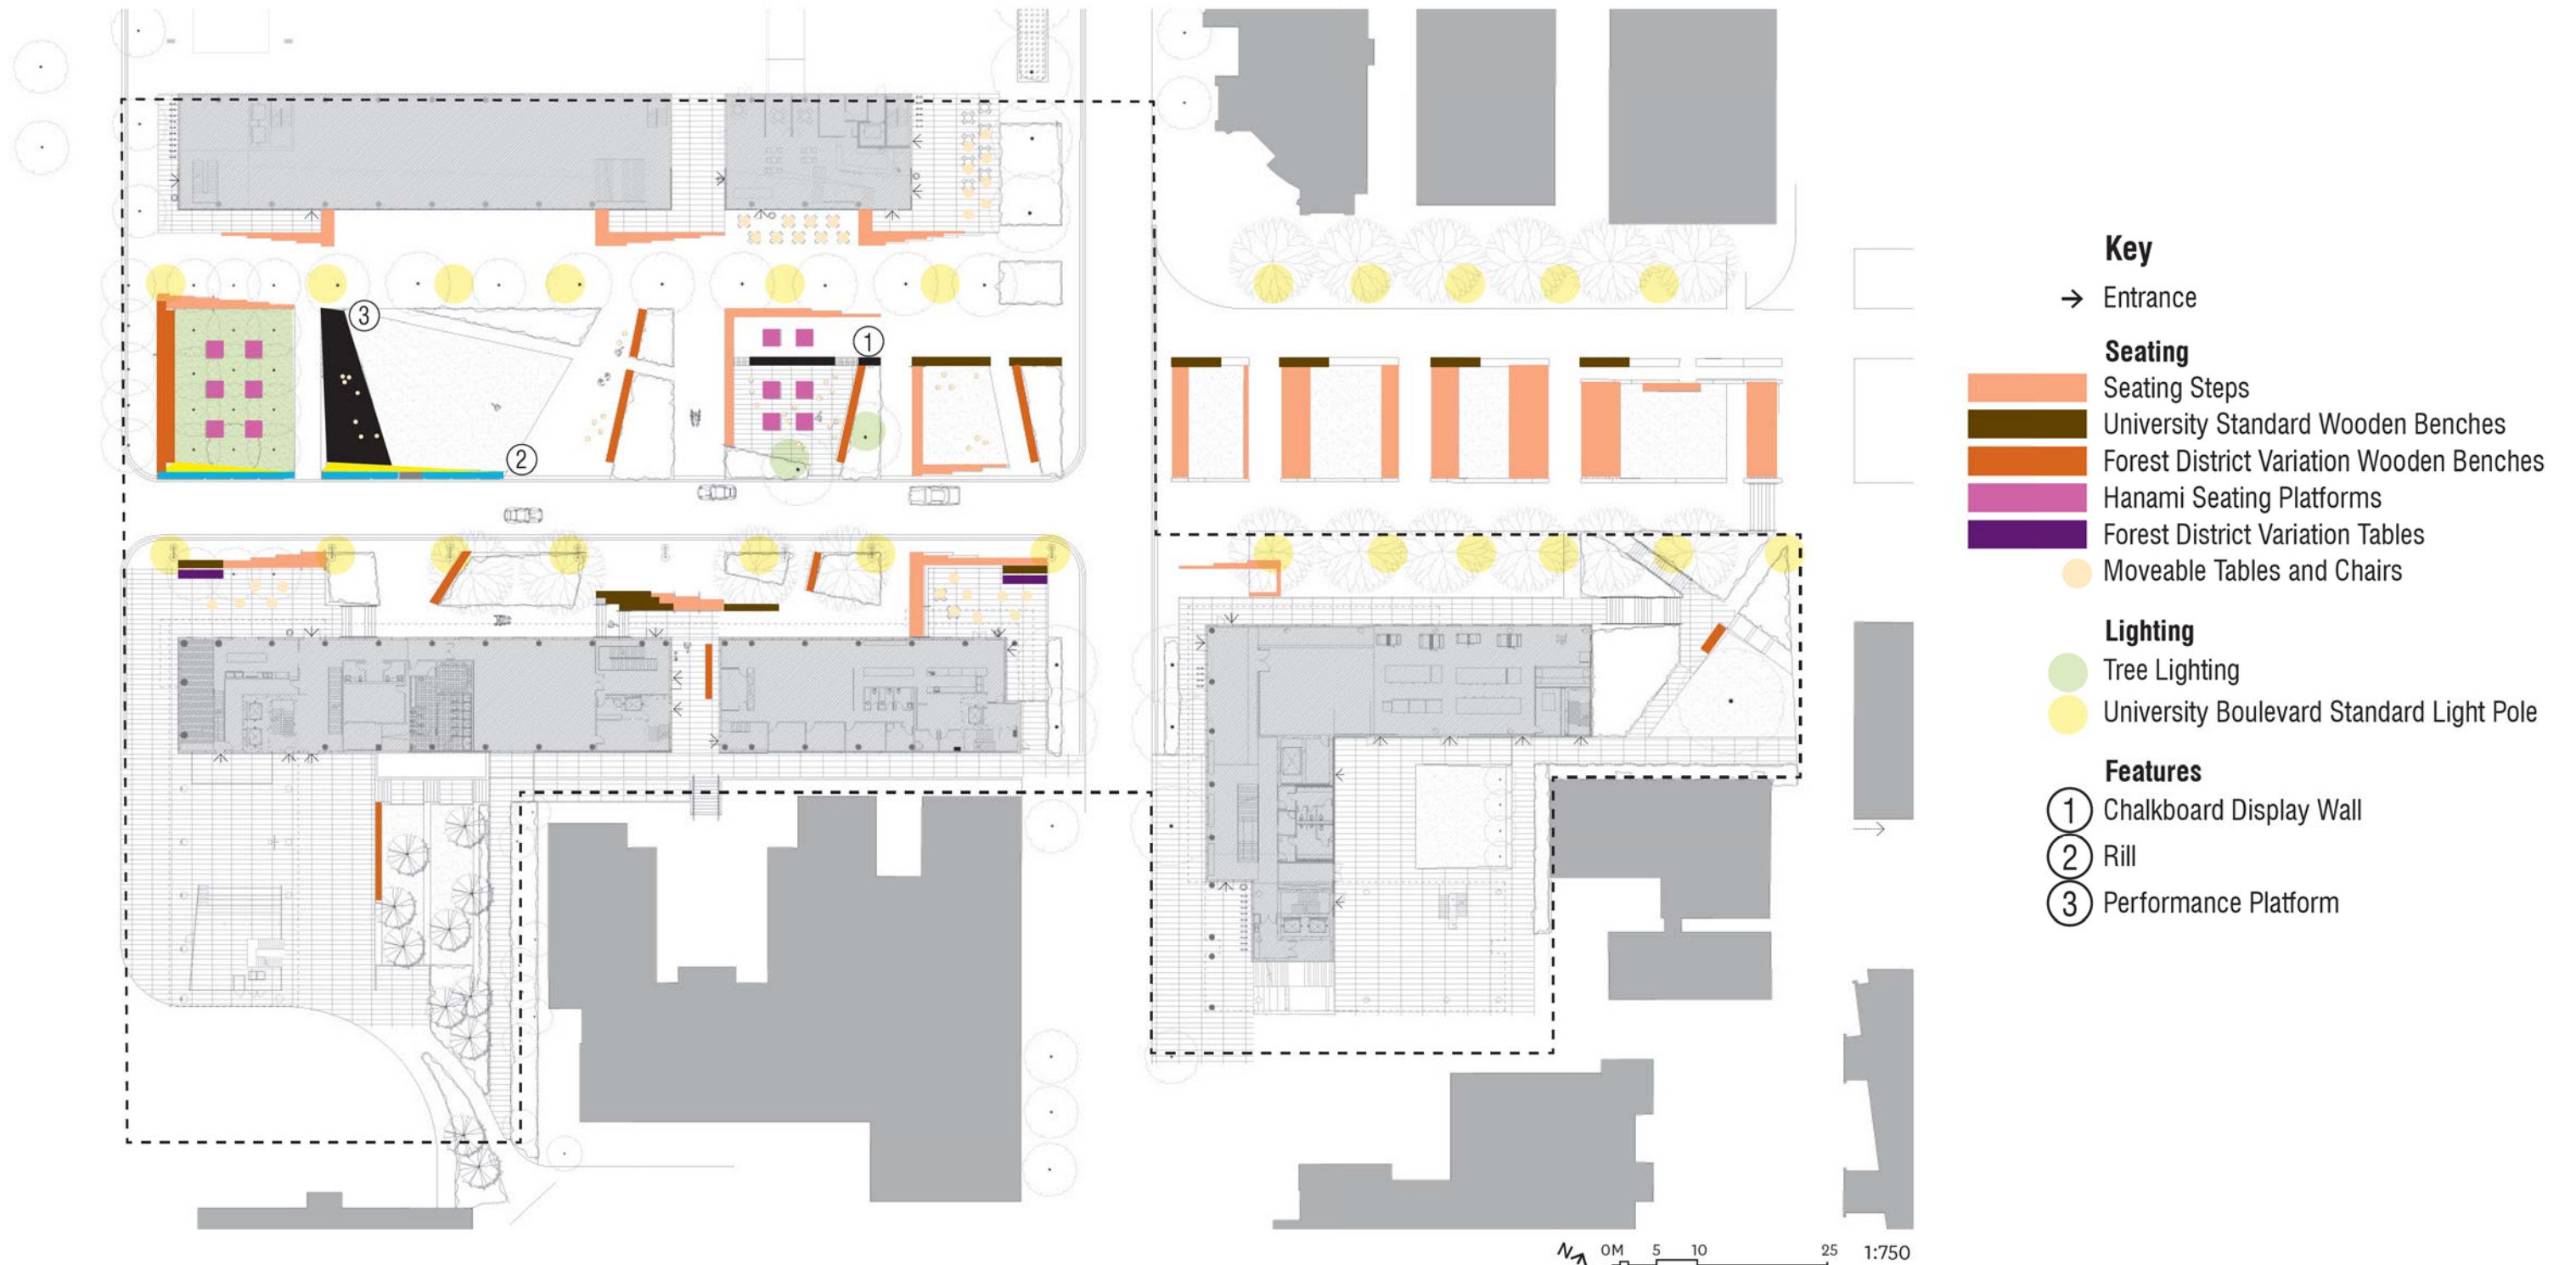 3
1
2
Key
Entrance
Seating
Seating Steps
University Standard Wooden Benches
Forest District Variation Wooden Benches
Hanami Seating Platforms
Forest District Variation Tables
Moveable Tables and Chairs
Lighting
Tree Lighting
University Boulevard Standard Light Pole
Features
1 Chalkboard Display Wall
2 Rill
3 Performance Platform
N 0M 5 10 25 1:750